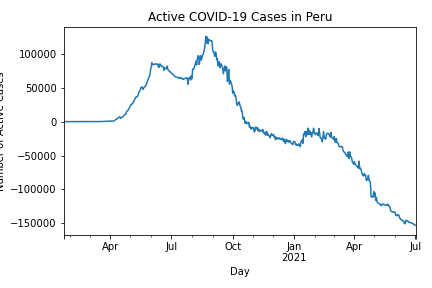 Active COVID-19 Cases in Peru
100000
50000
0
−50000
−100000
−150000
Number of Active Cases
Apr
Jul
Oct
Jan
2021
Apr
Jul
Day